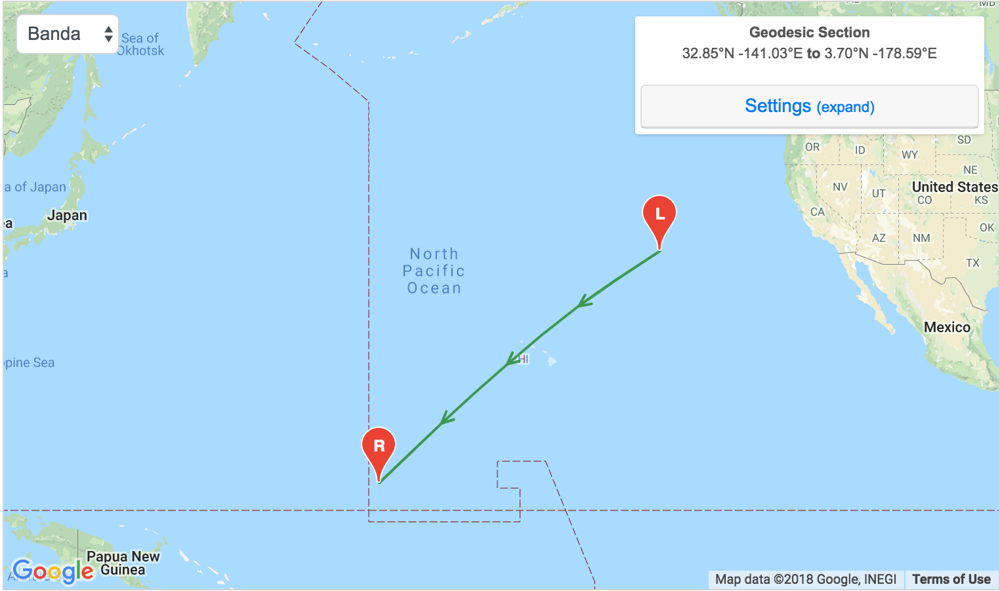 Banda
Geodesic Section
32.85°N -141.03°E to 3.70°N -178.59°E
Settings (expand)
MB
Sea of
Okhotsk
a of Japan
Japan
ea
a
OR
ID
WY
SD
NE
NV
UT
CO
KS
United States
CA
AZ
NM
OK
TX
L
North
Pacific
Ocean
Mexico
HI
ppine Sea
R
Papua New
Guinea
Google
Map data ©2018 Google, INEGI
Terms of Use